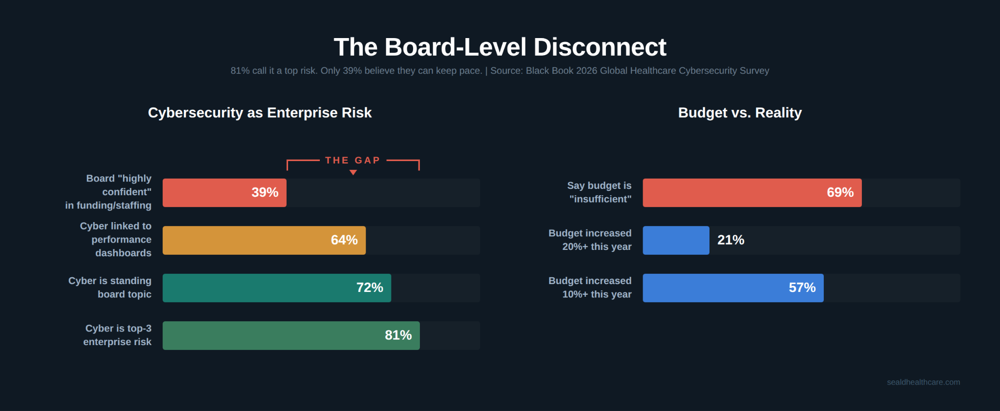 The Board-Level Disconnect
81% call it a top risk. Only 39% believe they can keep pace. | Source: Black Book 2026 Global Healthcare Cybersecurity Survey
Cybersecurity as Enterprise Risk
THE GAP
Board "highly
confident"
in funding/staffing
39%
Cyber linked to
performance
dashboards
64%
Cyber is standing
board topic
72%
Cyber is top-3
enterprise risk
81%
Budget vs. Reality
Say budget is
"insufficient"
69%
Budget increased
20%+ this year
21%
Budget increased
10%+ this year
57%
sealdhealthcare.com